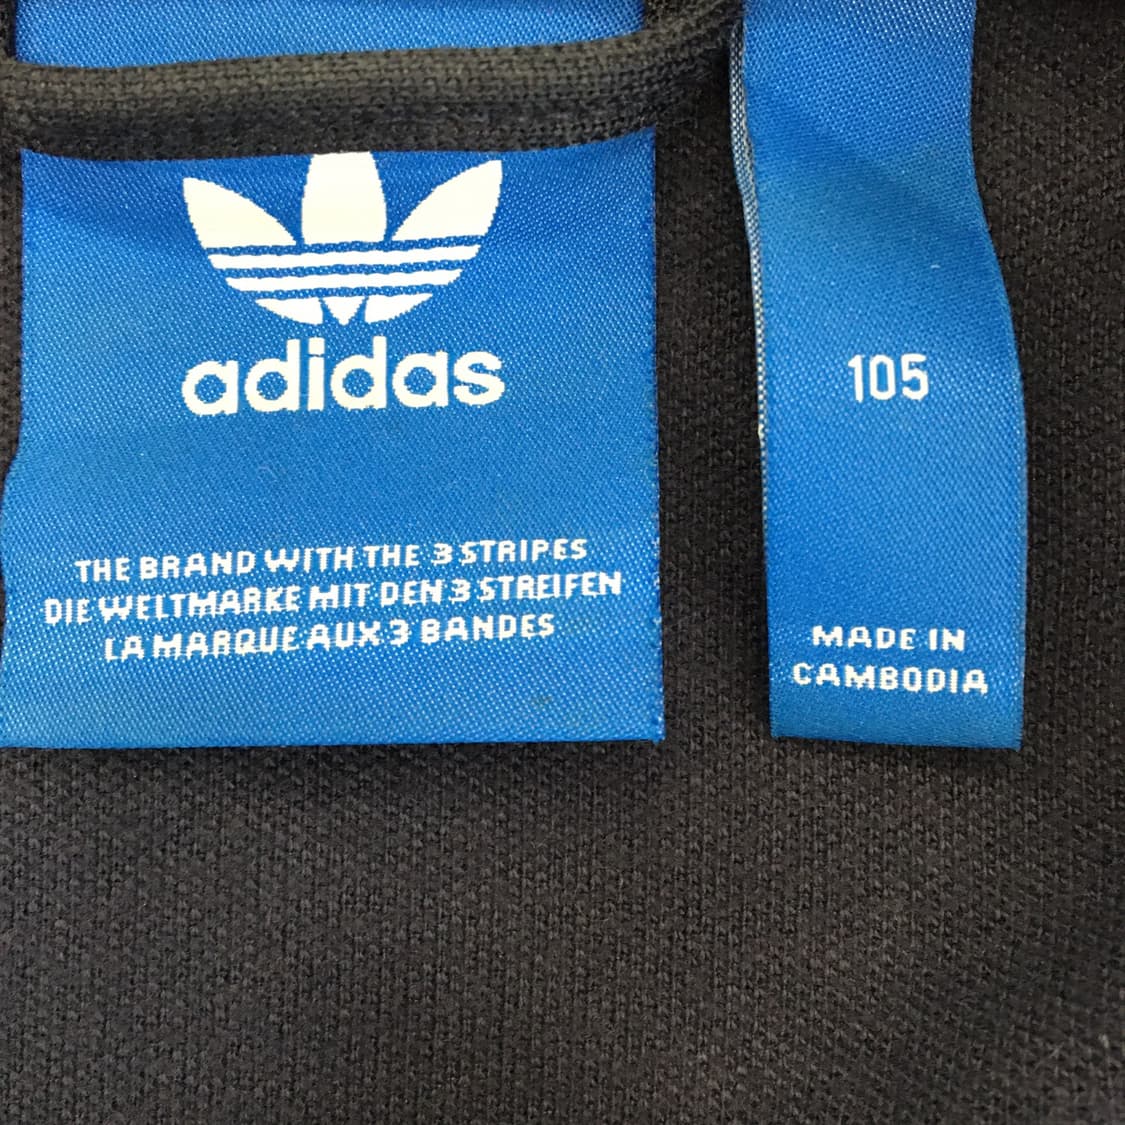 adidas
THE BRAND WITH THE 3 STRIPES
DIE WELTMARKE MIT DEN 3 STREIFEN
LA MARQUE AUX 3 BANDES
105
MADE IN
CAMBODIA